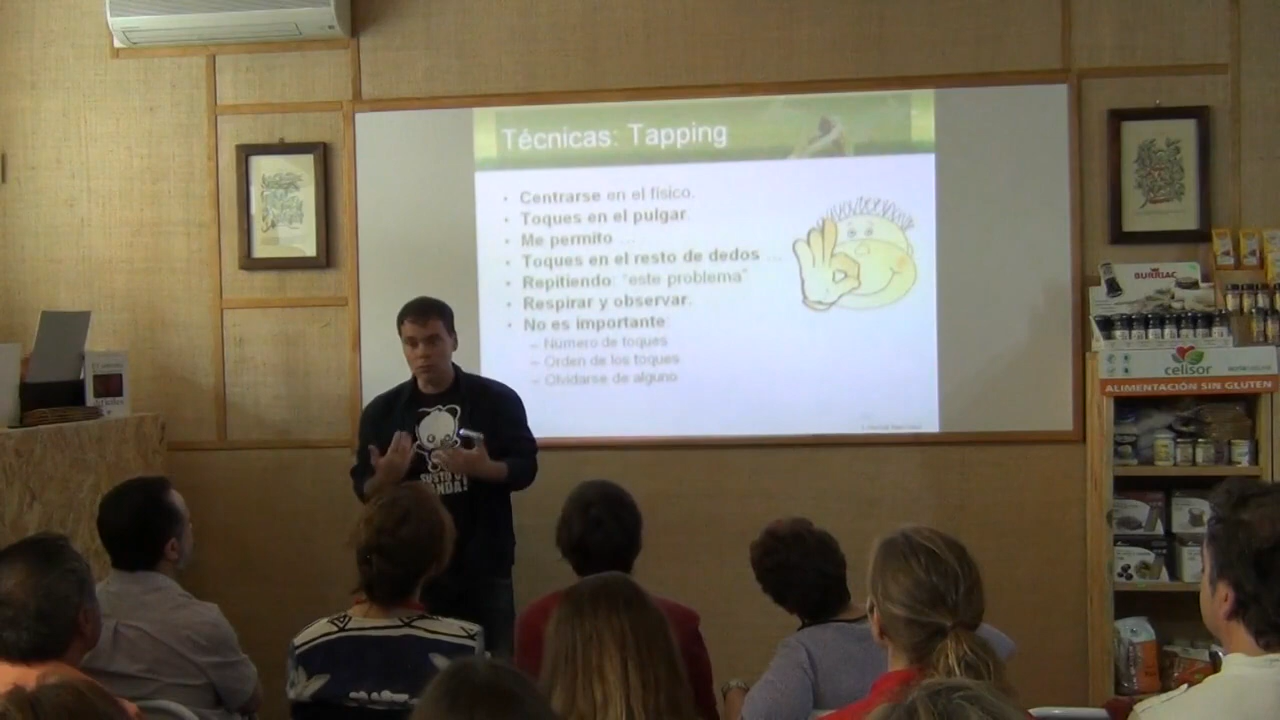 Técnicas: Tapping
• Centrarse en el físico.
• Toques en el pulgar.
• Me permito ....
• Toques en el resto de dedos ...
• Repitiendo: “este problema”
• Respirar y observar.
• No es importante
– Número de toques
– Orden de los toques
– Olvidarse de alguno
BURRIAC
celisor
ALIMENTACIÓN SIN GLUTEN